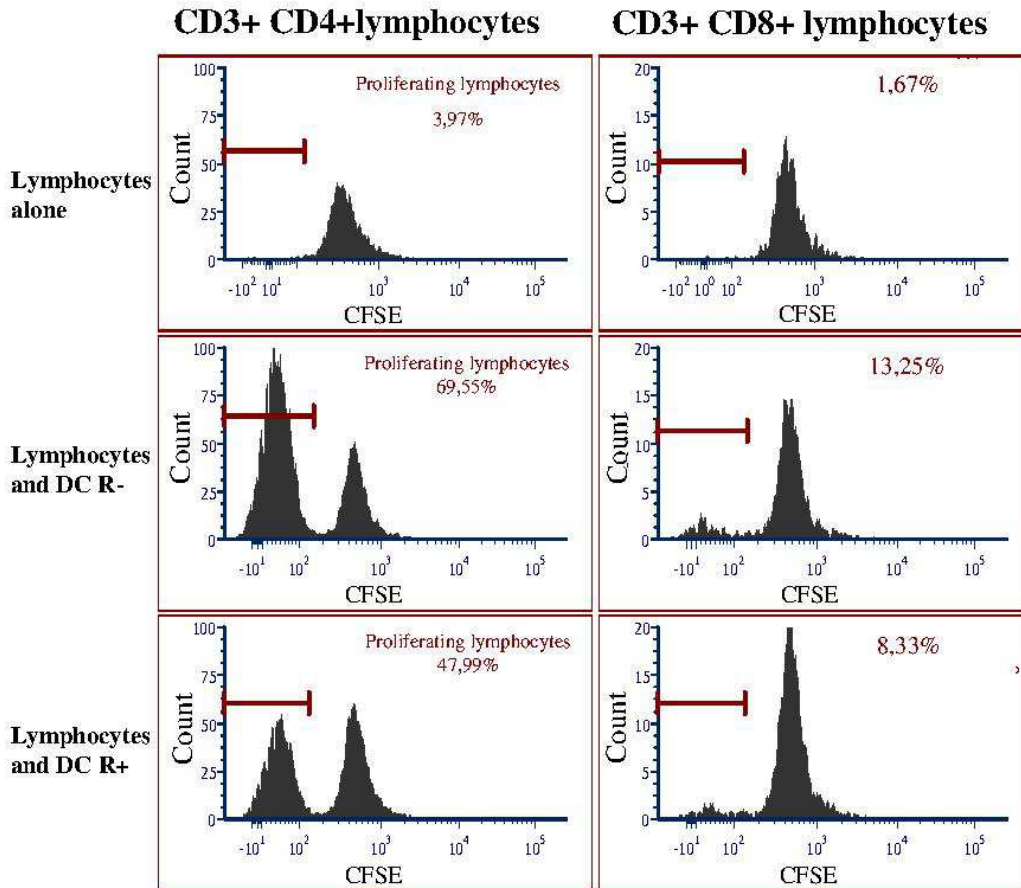 CD3+ CD4+lymphocytes
CD3+ CD8+ lymphocytes
Lymphocytes
alone
Proliferating lymphocytes
3,97%
100
75
50
25
0
Count
-10² 10¹ 10³ 10⁴ 10⁵
CFSE
1,67%
20
15
10
5
0
Count
-10² 10⁰ 10² 10³ 10⁴ 10⁵
CFSE
Lymphocytes
and DC R-
Proliferating lymphocytes
69,55%
100
75
50
25
0
Count
-10¹ 10² 10³ 10⁴ 10⁵
CFSE
13,25%
20
15
10
5
0
Count
-10¹ 10² 10³ 10⁴ 10⁵
CFSE
Lymphocytes
and DC R+
Proliferating lymphocytes
47,99%
100
75
50
25
0
Count
-10¹ 10² 10³ 10⁴ 10⁵
CFSE
8,33%
20
15
10
5
0
Count
-10¹ 10² 10³ 10⁴ 10⁵
CFSE